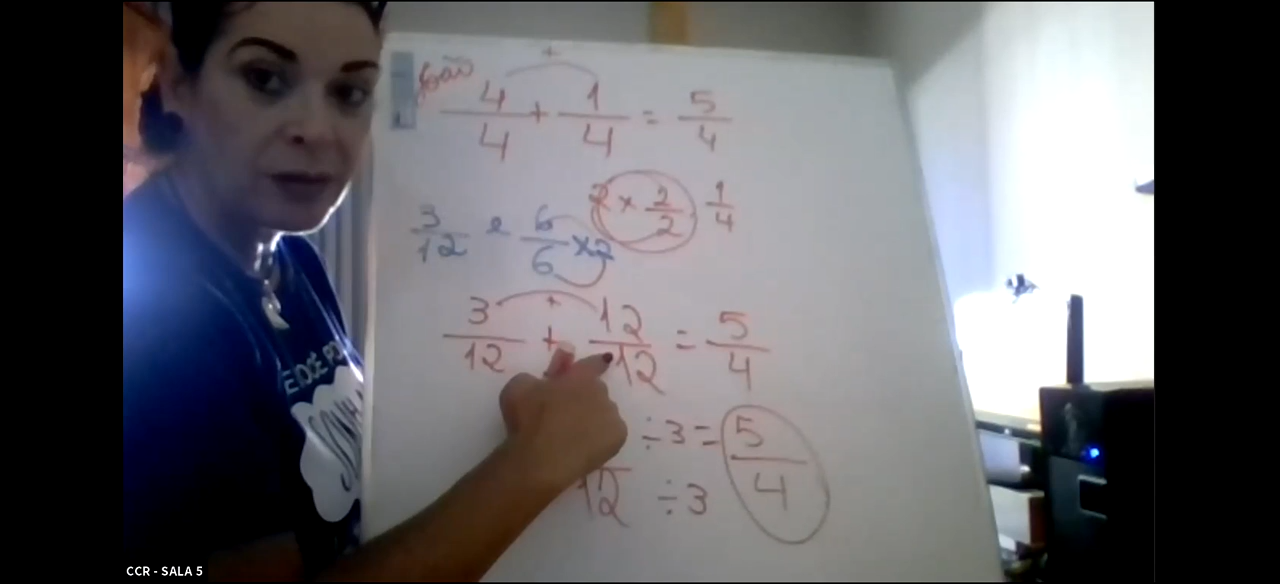 4/4 + 1/4 = 5/4
2 × 2/2 1/4
3/12 e 6/6 ×2
+
3/12 + 12/12 = 5/4
÷3 = 5/4
12 ÷3
CCR - SALA 5